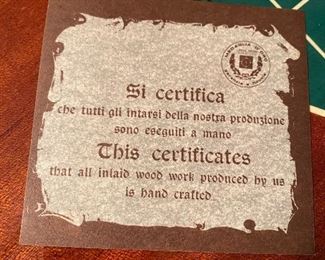 Si certifica
che tutti gli intarsi della nostra produzione
sono eseguiti a mano
This certificates
that all inlaid wood work produced by us
is hand crafted